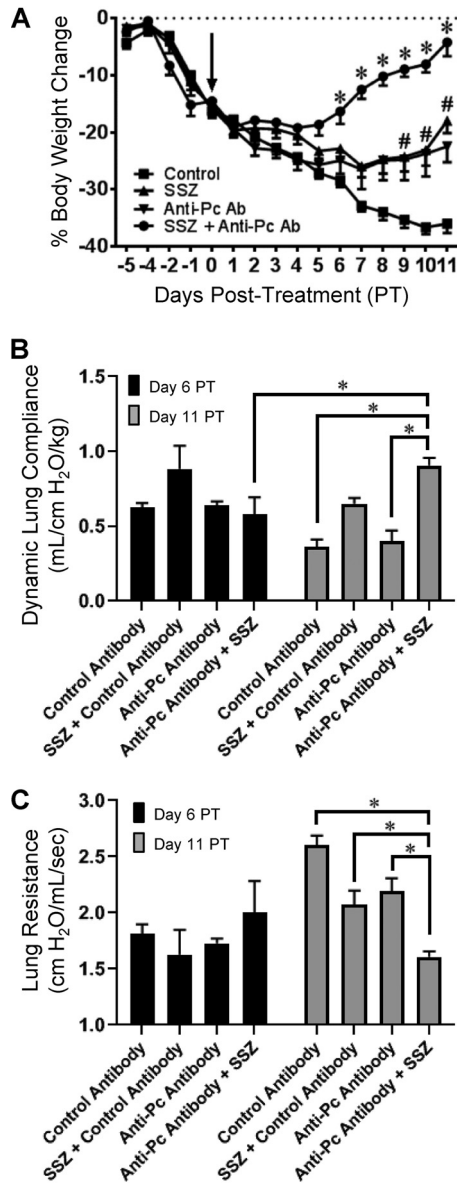 A
% Body Weight Change
0
-10
-20
-30
-40
* * * * * *
# # #
Control
SSZ
Anti-Pc Ab
SSZ + Anti-Pc Ab
-5 -4 -2 -1 0 1 2 3 4 5 6 7 8 9 10 11
Days Post-Treatment (PT)
B
Dynamic Lung Compliance
(mL/cm H₂O/kg)
1.5
1.0
0.5
0.0
Day 6 PT
Day 11 PT
*
*
*
Control Antibody
SSZ + Control Antibody
Anti-Pc Antibody
Anti-Pc Antibody + SSZ
Control Antibody
SSZ + Control Antibody
Anti-Pc Antibody
Anti-Pc Antibody + SSZ
C
Lung Resistance
(cm H₂O/mL/sec)
3.0
2.5
2.0
1.5
1.0
Day 6 PT
Day 11 PT
*
*
*
Control Antibody
SSZ + Control Antibody
Anti-Pc Antibody
Anti-Pc Antibody + SSZ
Control Antibody
SSZ + Control Antibody
Anti-Pc Antibody
Anti-Pc Antibody + SSZ